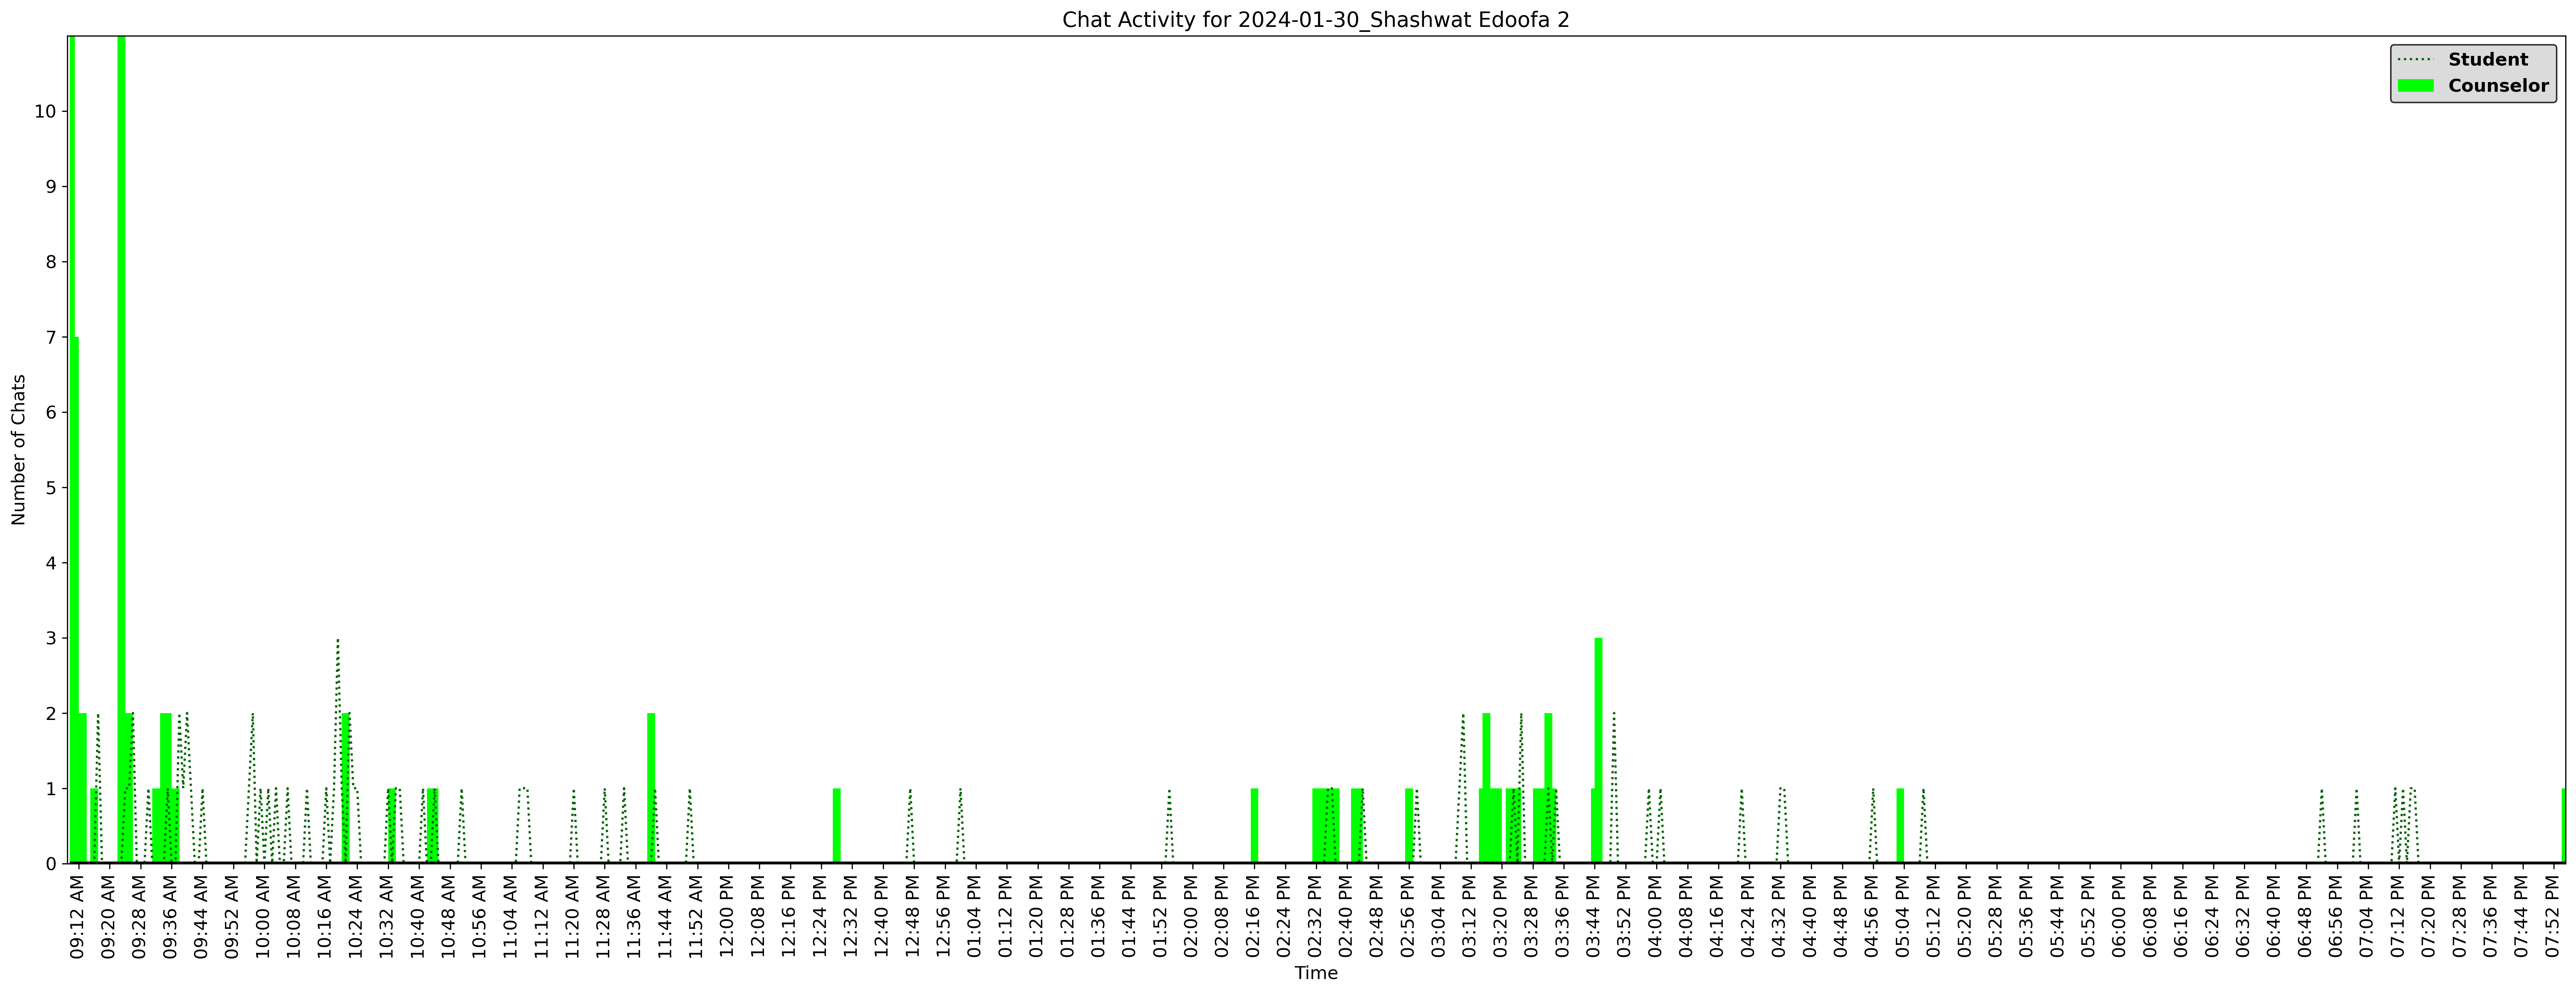 Chat Activity for 2024-01-30_Shashwat Edoofa 2
Student
Counselor
Number of Chats
10
9
8
7
6
5
4
3
2
1
0
09:12 AM
09:20 AM
09:28 AM
09:36 AM
09:44 AM
09:52 AM
10:00 AM
10:08 AM
10:16 AM
10:24 AM
10:32 AM
10:40 AM
10:48 AM
10:56 AM
11:04 AM
11:12 AM
11:20 AM
11:28 AM
11:36 AM
11:44 AM
11:52 AM
12:00 PM
12:08 PM
12:16 PM
12:24 PM
12:32 PM
12:40 PM
12:48 PM
12:56 PM
01:04 PM
01:12 PM
01:20 PM
01:28 PM
01:36 PM
01:44 PM
01:52 PM
02:00 PM
02:08 PM
02:16 PM
02:24 PM
02:32 PM
02:40 PM
02:48 PM
02:56 PM
03:04 PM
03:12 PM
03:20 PM
03:28 PM
03:36 PM
03:44 PM
03:52 PM
04:00 PM
04:08 PM
04:16 PM
04:24 PM
04:32 PM
04:40 PM
04:48 PM
04:56 PM
05:04 PM
05:12 PM
05:20 PM
05:28 PM
05:36 PM
05:44 PM
05:52 PM
06:00 PM
06:08 PM
06:16 PM
06:24 PM
06:32 PM
06:40 PM
06:48 PM
06:56 PM
07:04 PM
07:12 PM
07:20 PM
07:28 PM
07:36 PM
07:44 PM
07:52 PM
Time